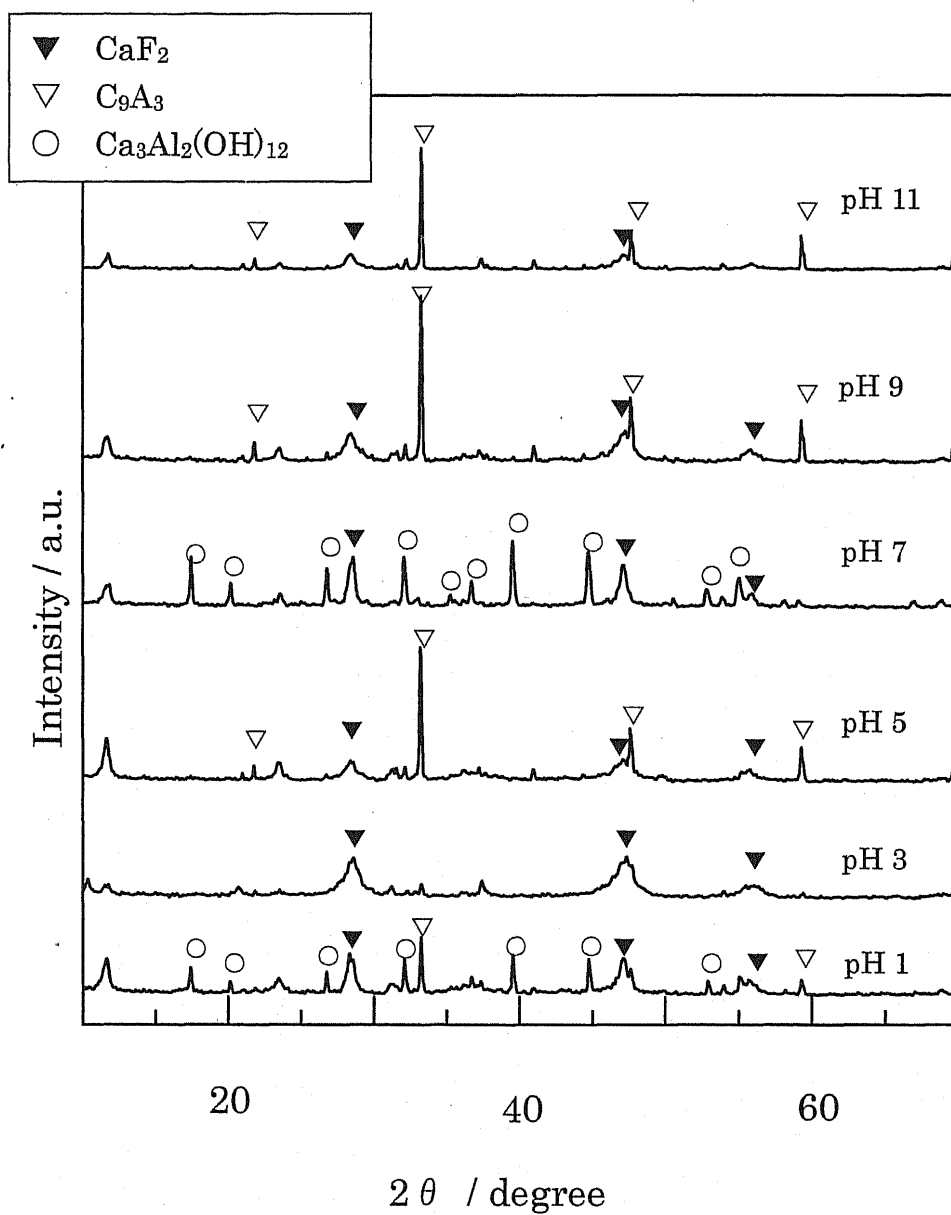 ▼ CaF₂
▽ C₉A₃
○ Ca₃Al₂(OH)₁₂
pH 11
pH 9
pH 7
pH 5
pH 3
pH 1
Intensity / a.u.
20 40 60
2 θ / degree